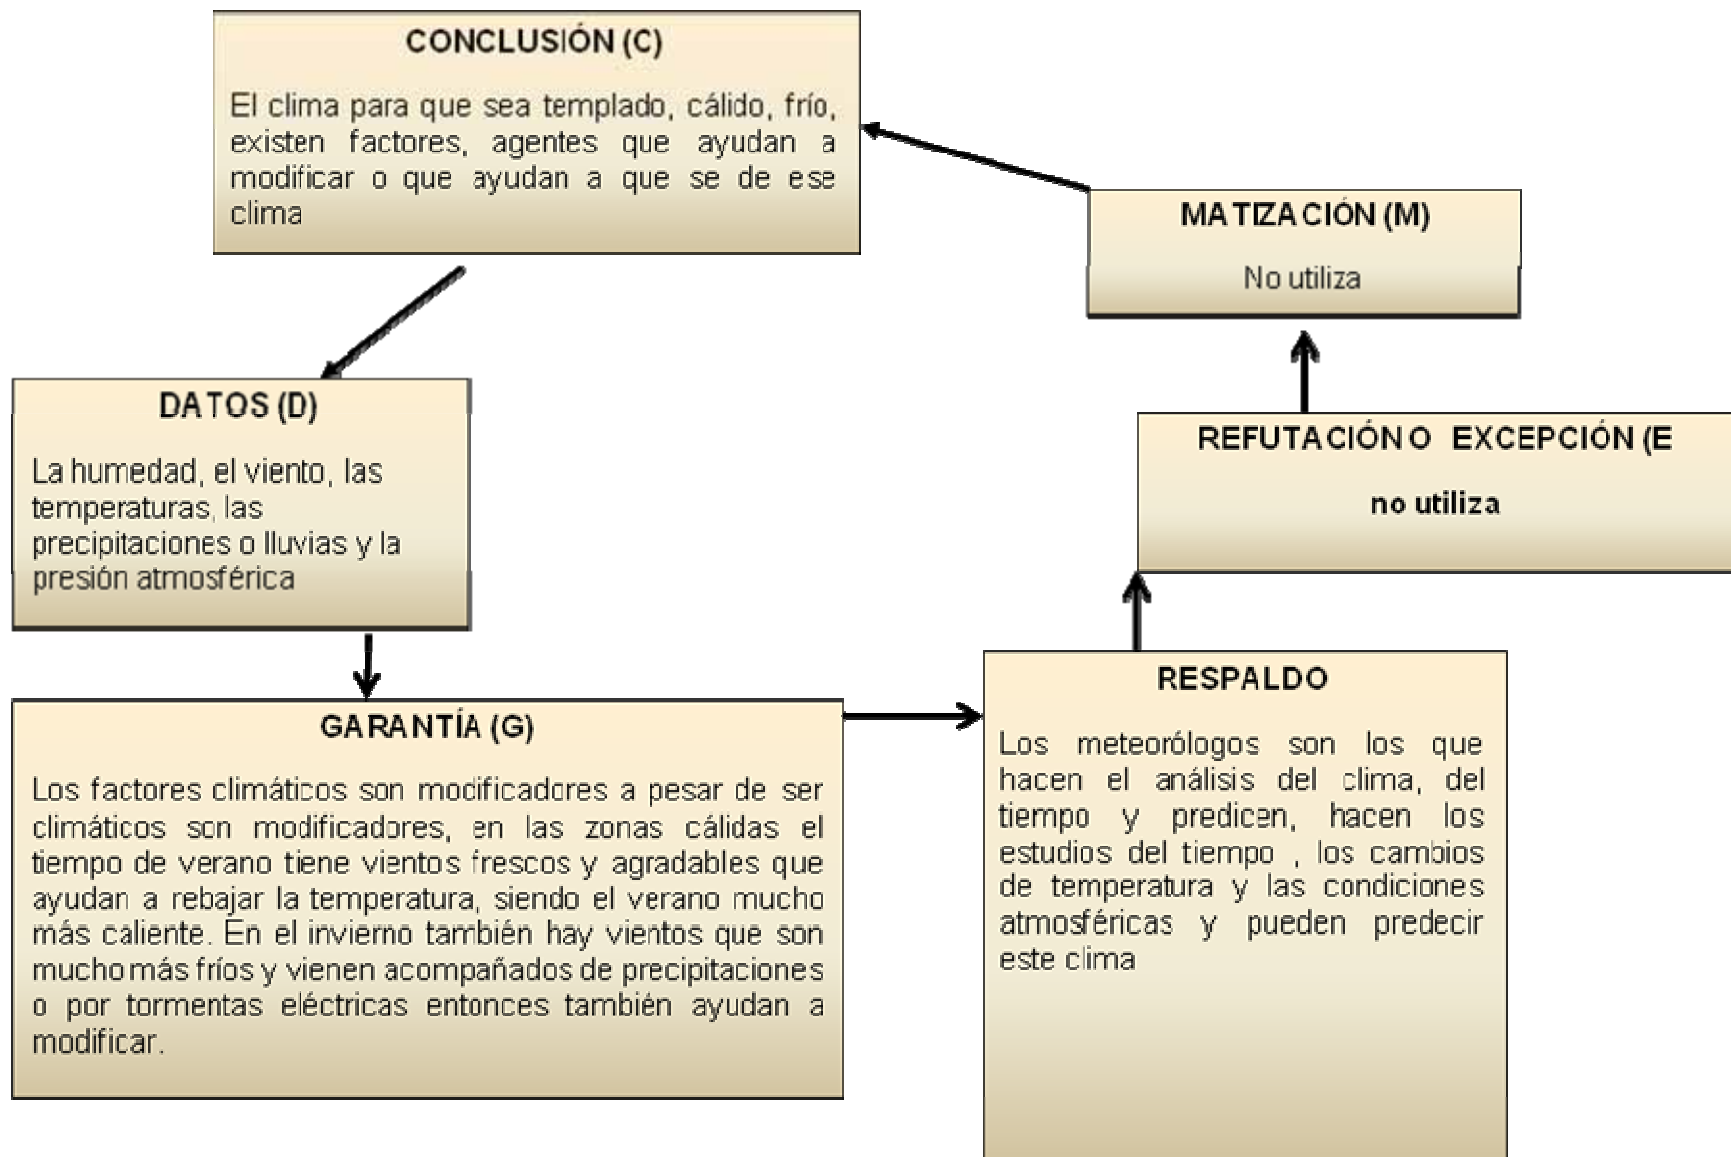 CONCLUSIÓN (C)
El clima para que sea templado, cálido, frío,
existen factores, agentes que ayudan a
modificar o que ayudan a que se de ese
clima
MATIZACIÓN (M)
No utiliza
DATOS (D)
La humedad, el viento, las
temperaturas, las
precipitaciones o lluvias y la
presión atmosférica
REFUTACIÓN O EXCEPCIÓN (E
no utiliza
GARANTÍA (G)
Los factores climáticos son modificadores a pesar de ser
climáticos son modificadores, en las zonas cálidas el
tiempo de verano tiene vientos frescos y agradables que
ayudan a rebajar la temperatura, siendo el verano mucho
más caliente. En el invierno también hay vientos que son
mucho más fríos y vienen acompañados de precipitaciones
o por tormentas eléctricas entonces también ayudan a
modificar.
RESPALDO
Los meteorólogos son los que
hacen el análisis del clima, del
tiempo y predicen, hacen los
estudios del tiempo , los cambios
de temperatura y las condiciones
atmosféricas y pueden predecir
este clima